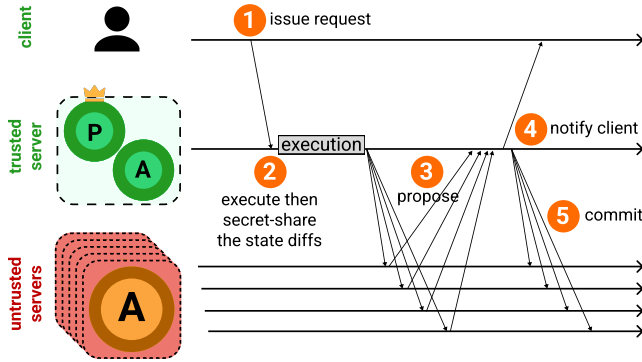 client
1 issue request
trusted
server
P
A
execution
2
execute then
secret-share
the state diffs
3
propose
4 notify client
5 commit
untrusted
servers
A